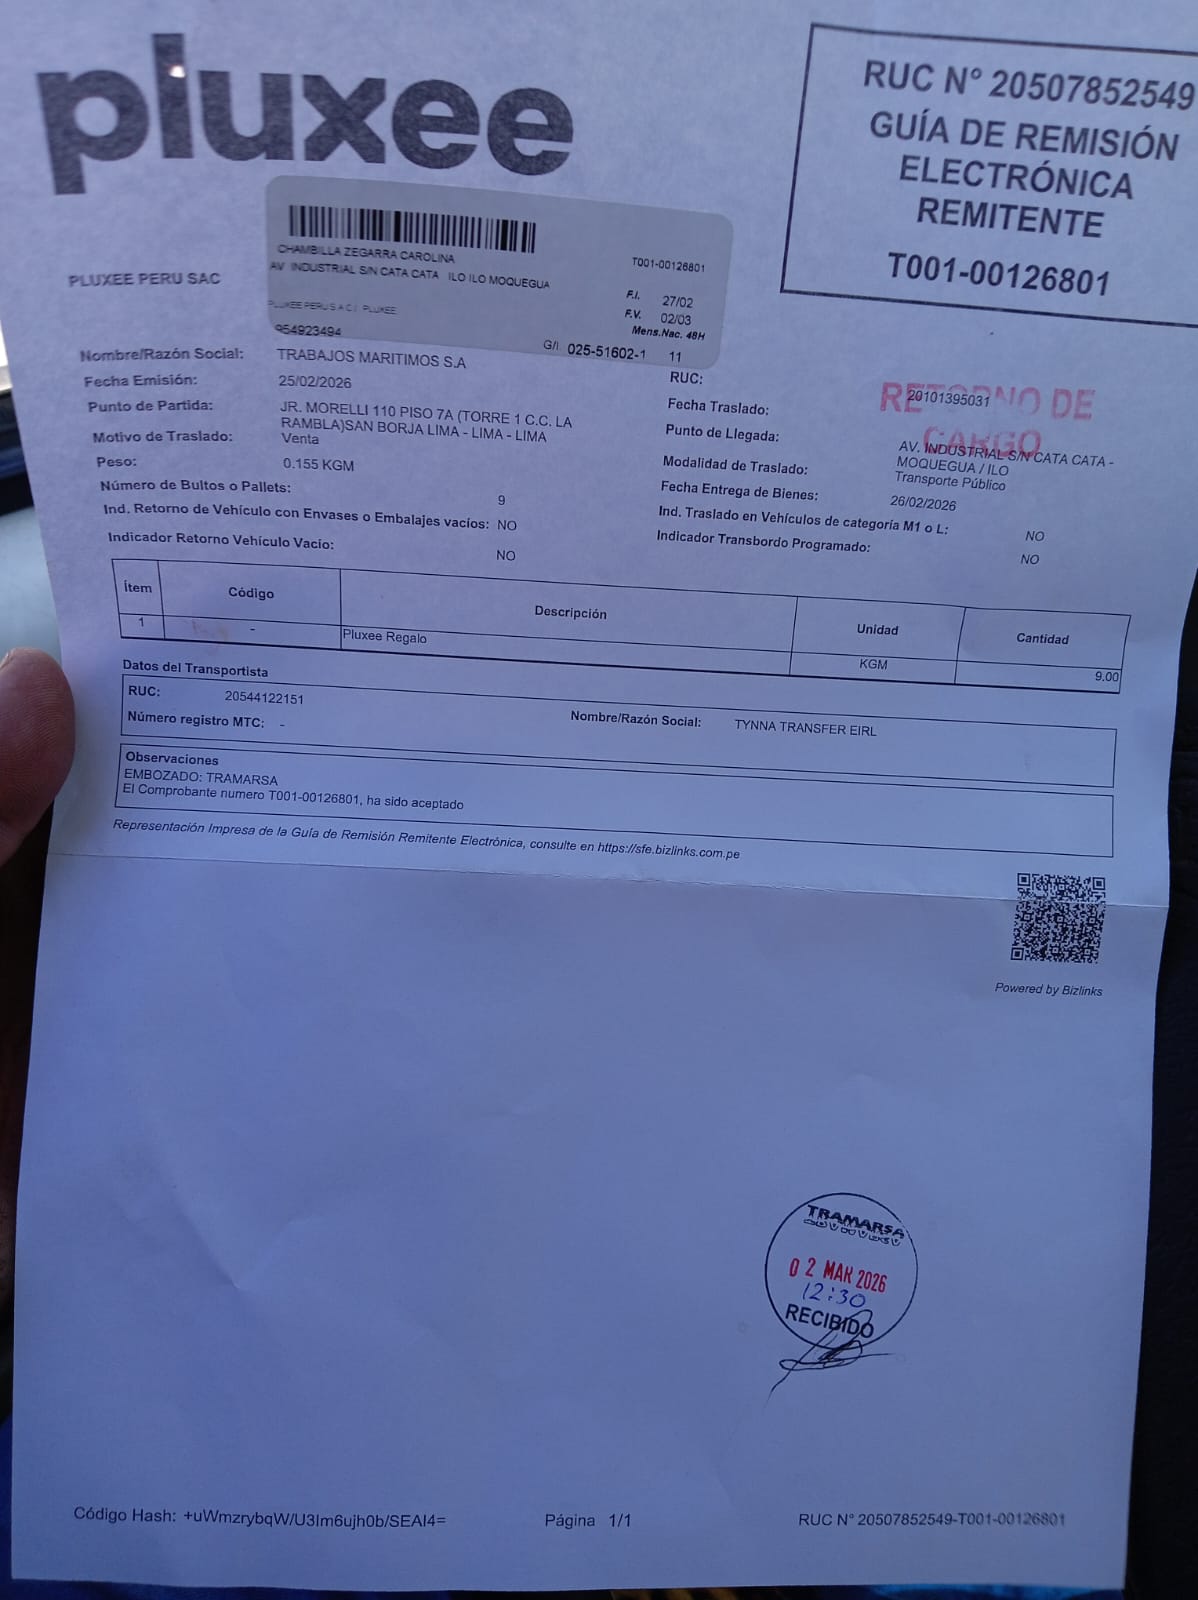 pluxee
RUC N° 20507852549
GUÍA DE REMISIÓN
ELECTRÓNICA
REMITENTE
T001-00126801
CHAMBILLA ZEGARRA CAROLINA
T001-00126801
AV INDUSTRIAL S/N CATA CATA ILO ILO MOQUEGUA
PLUXEE PERU SAC
F.I. 27/02
PLUXEE PERU S A C | PLUXEE
F.V. 02/03
954923494
Mens.Nac. 48H
G/I 025-51602-1 11
Nombre/Razón Social: TRABAJOS MARITIMOS S.A
RUC: 20101395031
RETORNO DE
CARGO
Fecha Emisión: 25/02/2026
Fecha Traslado:
Punto de Partida: JR. MORELLI 110 PISO 7A (TORRE 1 C.C. LA
RAMBLA)SAN BORJA LIMA - LIMA - LIMA
Punto de Llegada: AV. INDUSTRIAL S/N CATA CATA -
MOQUEGUA / ILO
Motivo de Traslado: Venta
Modalidad de Traslado: Transporte Público
Peso: 0.155 KGM
Fecha Entrega de Bienes: 26/02/2026
Número de Bultos o Pallets: 9
Ind. Traslado en Vehículos de categoría M1 o L: NO
Ind. Retorno de Vehículo con Envases o Embalajes vacíos: NO
Indicador Transbordo Programado: NO
Indicador Retorno Vehículo Vacio: NO
Ítem Código Descripción Unidad Cantidad
1 - Pluxee Regalo KGM 9.00
Datos del Transportista
RUC: 20544122151
Nombre/Razón Social: TYNNA TRANSFER EIRL
Número registro MTC: -
Observaciones
EMBOZADO: TRAMARSA
El Comprobante numero T001-00126801, ha sido aceptado
Representación Impresa de la Guía de Remisión Remitente Electrónica, consulte en https://sfe.bizlinks.com.pe
Powered by Bizlinks
TRAMARSA
02 MAR 2026
12:30
RECIBIDO
Código Hash: +uWmzrybqW/U3Im6ujh0b/SEAI4=
Página 1/1
RUC N° 20507852549-T001-00126801